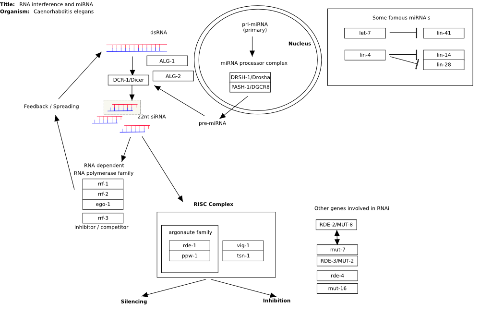 Title: RNA interference and miRNA
Organism: Caenorhabditis elegans
dsRNA
ALG-1
ALG-2
DCR-1/Dicer
22nt siRNA
Feedback / Spreading
pri-miRNA
(primary)
Nucleus
miRNA processor complex
DRSH-1/Drosha
PASH-1/DGCR8
pre-miRNA
Some famous miRNA s
let-7
lin-41
lin-4
lin-14
lin-28
RNA dependent
RNA polymerase family
rrf-1
rrf-2
ego-1
rrf-3
Inhibitor / competitor
RISC Complex
argonaute family
rde-1
ppw-1
vig-1
tsn-1
Silencing
Inhibition
Other genes involved in RNAi
RDE-2/MUT-8
mut-7
RDE-3/MUT-2
rde-4
mut-16